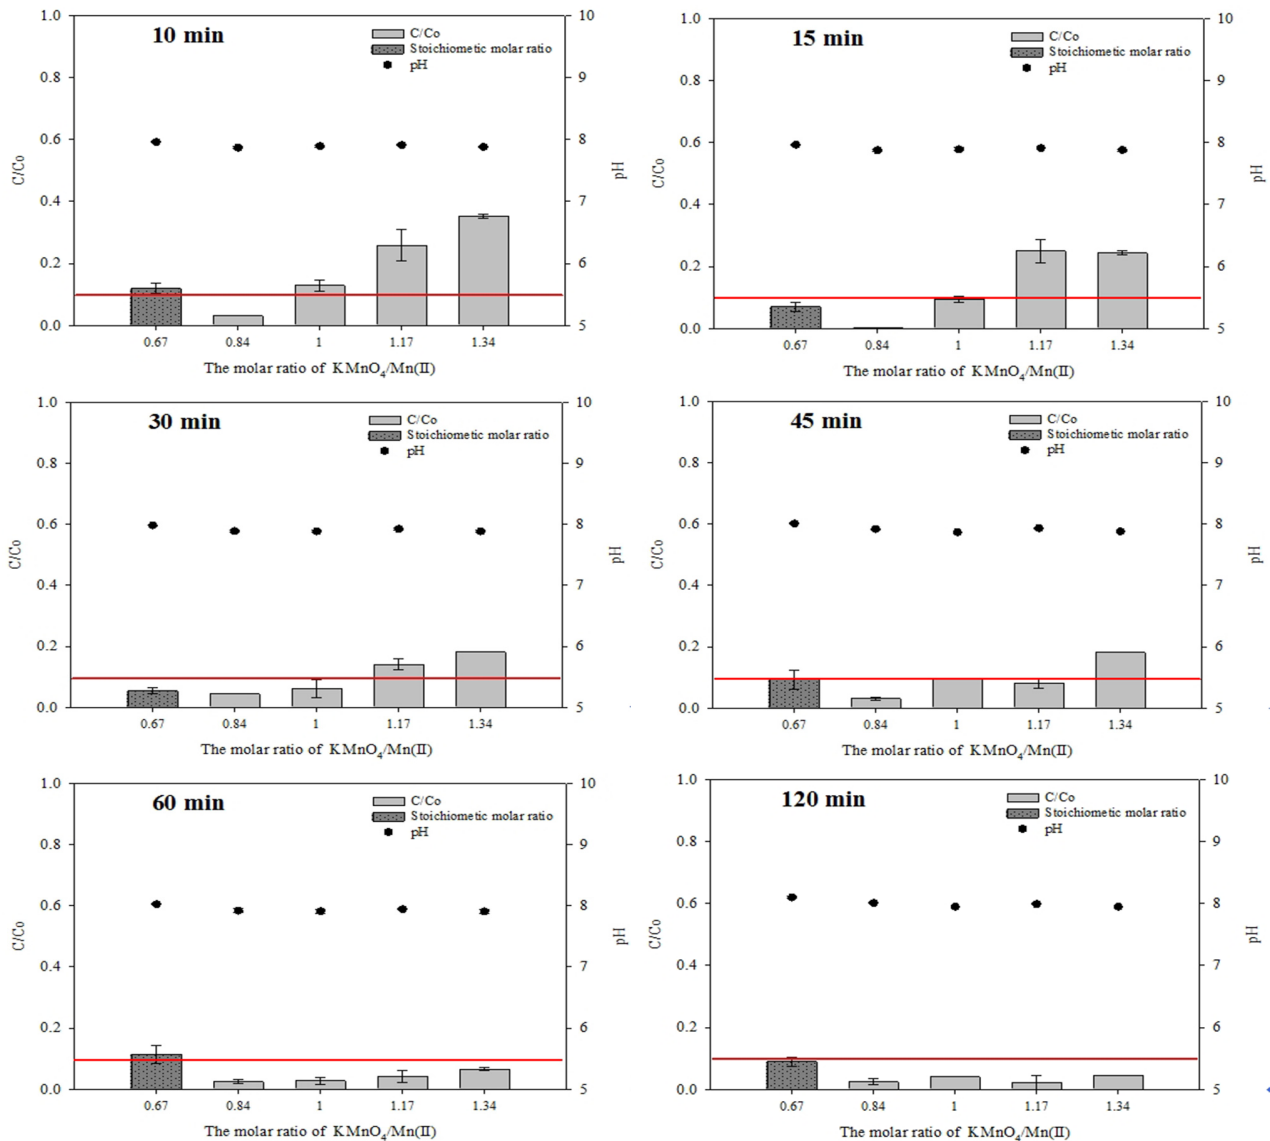 10 min
C/Co
Stoichiometic molar ratio
pH
1.0
0.8
0.6
0.4
0.2
0.0
10
9
8
7
6
5
C/Co
pH
0.67 0.84 1 1.17 1.34
The molar ratio of KMnO4/Mn(II)
15 min
C/Co
Stoichiometic molar ratio
pH
1.0
0.8
0.6
0.4
0.2
0.0
10
9
8
7
6
5
C/Co
pH
0.67 0.84 1 1.17 1.34
The molar ratio of KMnO4/Mn(II)
30 min
C/Co
Stoichiometic molar ratio
pH
1.0
0.8
0.6
0.4
0.2
0.0
10
9
8
7
6
5
C/Co
pH
0.67 0.84 1 1.17 1.34
The molar ratio of KMnO4/Mn(II)
45 min
C/Co
Stoichiometic molar ratio
pH
1.0
0.8
0.6
0.4
0.2
0.0
10
9
8
7
6
5
C/Co
pH
0.67 0.84 1 1.17 1.34
The molar ratio of KMnO4/Mn(II)
60 min
C/Co
Stoichiometic molar ratio
pH
1.0
0.8
0.6
0.4
0.2
0.0
10
9
8
7
6
5
C/Co
pH
0.67 0.84 1 1.17 1.34
The molar ratio of KMnO4/Mn(II)
120 min
C/Co
Stoichiometic molar ratio
pH
1.0
0.8
0.6
0.4
0.2
0.0
10
9
8
7
6
5
C/Co
pH
0.67 0.84 1 1.17 1.34
The molar ratio of KMnO4/Mn(II)